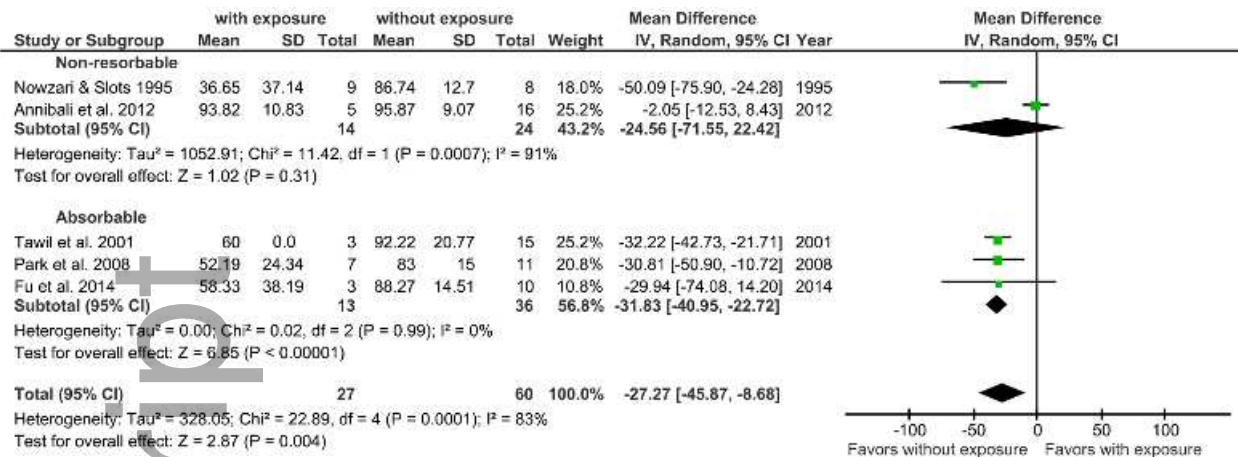 with exposure without exposure Mean Difference Mean Difference
Study or Subgroup Mean SD Total Mean SD Total Weight IV, Random, 95% CI Year IV, Random, 95% CI
Non-resorbable
Nowzari & Slots 1995 36.65 37.14 9 86.74 12.7 8 18.0% -50.09 [-75.90, -24.28] 1995
Annibali et al. 2012 93.82 10.83 5 95.87 9.07 16 25.2% -2.05 [-12.53, 8.43] 2012
Subtotal (95% CI) 14 24 43.2% -24.56 [-71.55, 22.42]
Heterogeneity: Tau² = 1052.91; Chi² = 11.42, df = 1 (P = 0.0007); I² = 91%
Test for overall effect: Z = 1.02 (P = 0.31)
Absorbable
Tawil et al. 2001 60 0.0 3 92.22 20.77 15 25.2% -32.22 [-42.73, -21.71] 2001
Park et al. 2008 52.19 24.34 7 83 15 11 20.8% -30.81 [-50.90, -10.72] 2008
Fu et al. 2014 58.33 38.19 3 88.27 14.51 10 10.8% -29.94 [-74.08, 14.20] 2014
Subtotal (95% CI) 13 36 56.8% -31.83 [-40.95, -22.72]
Heterogeneity: Tau² = 0.00; Chi² = 0.02, df = 2 (P = 0.99); I² = 0%
Test for overall effect: Z = 6.85 (P < 0.00001)
Total (95% CI) 27 60 100.0% -27.27 [-45.87, -8.68]
Heterogeneity: Tau² = 328.05; Chi² = 22.89, df = 4 (P = 0.0001); I² = 83%
Test for overall effect: Z = 2.87 (P = 0.004)
-100 -50 0 50 100
Favors without exposure Favors with exposure